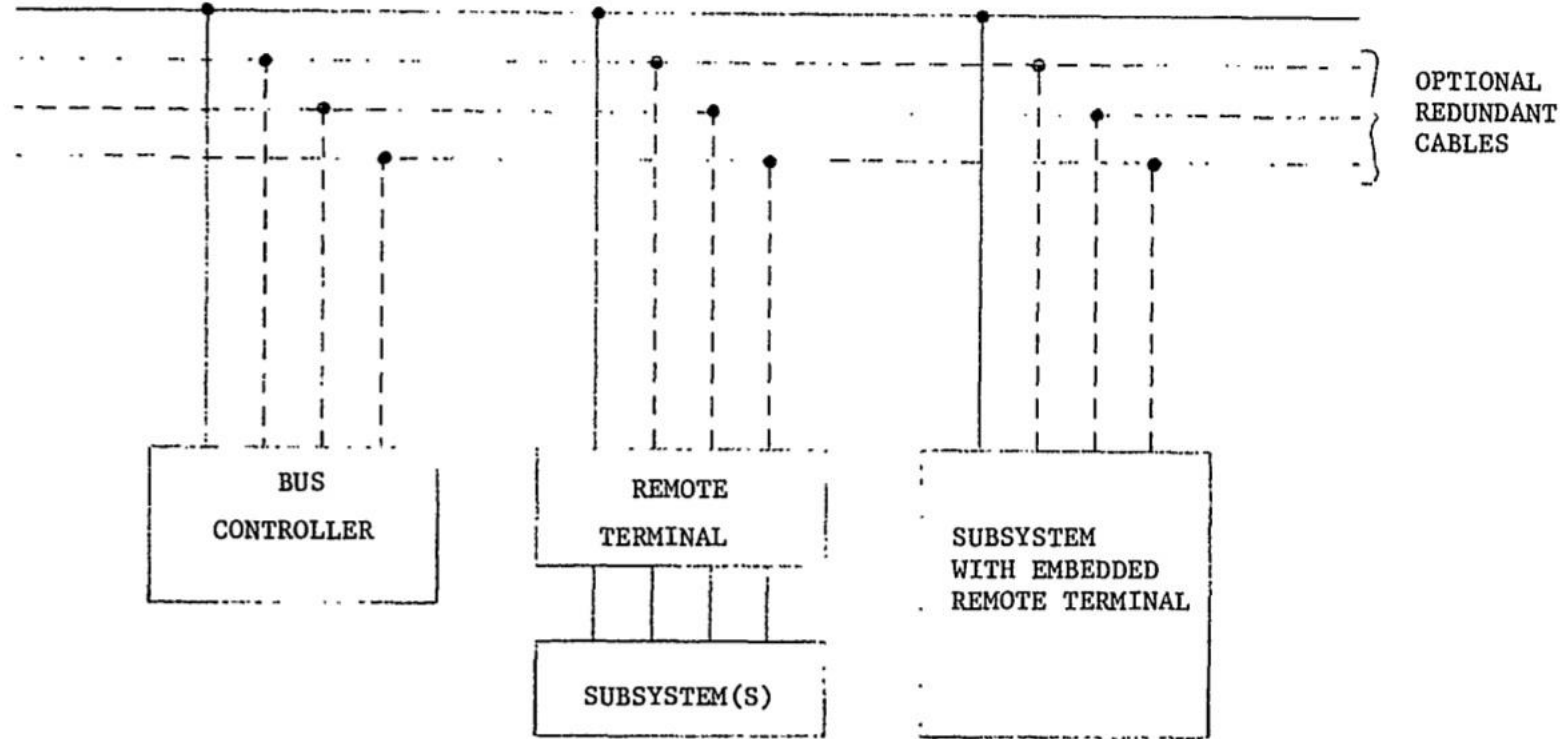 OPTIONAL
REDUNDANT
CABLES
BUS
CONTROLLER
REMOTE
TERMINAL
SUBSYSTEM
WITH EMBEDDED
REMOTE TERMINAL
SUBSYSTEM(S)